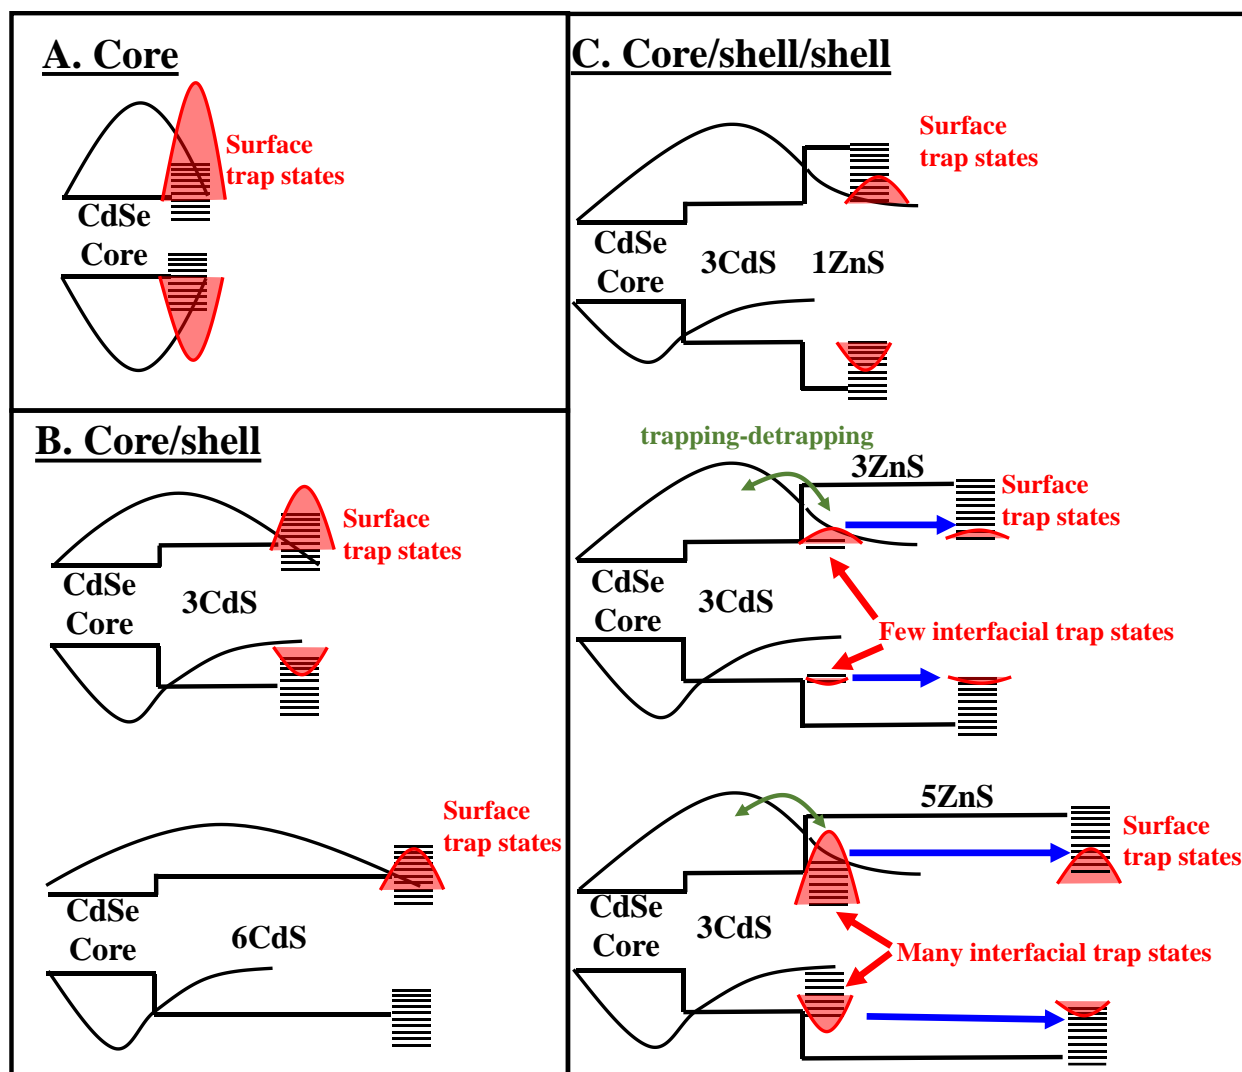 A. Core
Surface
trap states
CdSe
Core
B. Core/shell
Surface
trap states
CdSe
Core
3CdS
Surface
trap states
CdSe
Core
6CdS
C. Core/shell/shell
Surface
trap states
CdSe
Core
3CdS
1ZnS
trapping-detrapping
3ZnS
Surface
trap states
CdSe
Core
3CdS
Few interfacial trap states
5ZnS
Surface
trap states
CdSe
Core
3CdS
Many interfacial trap states